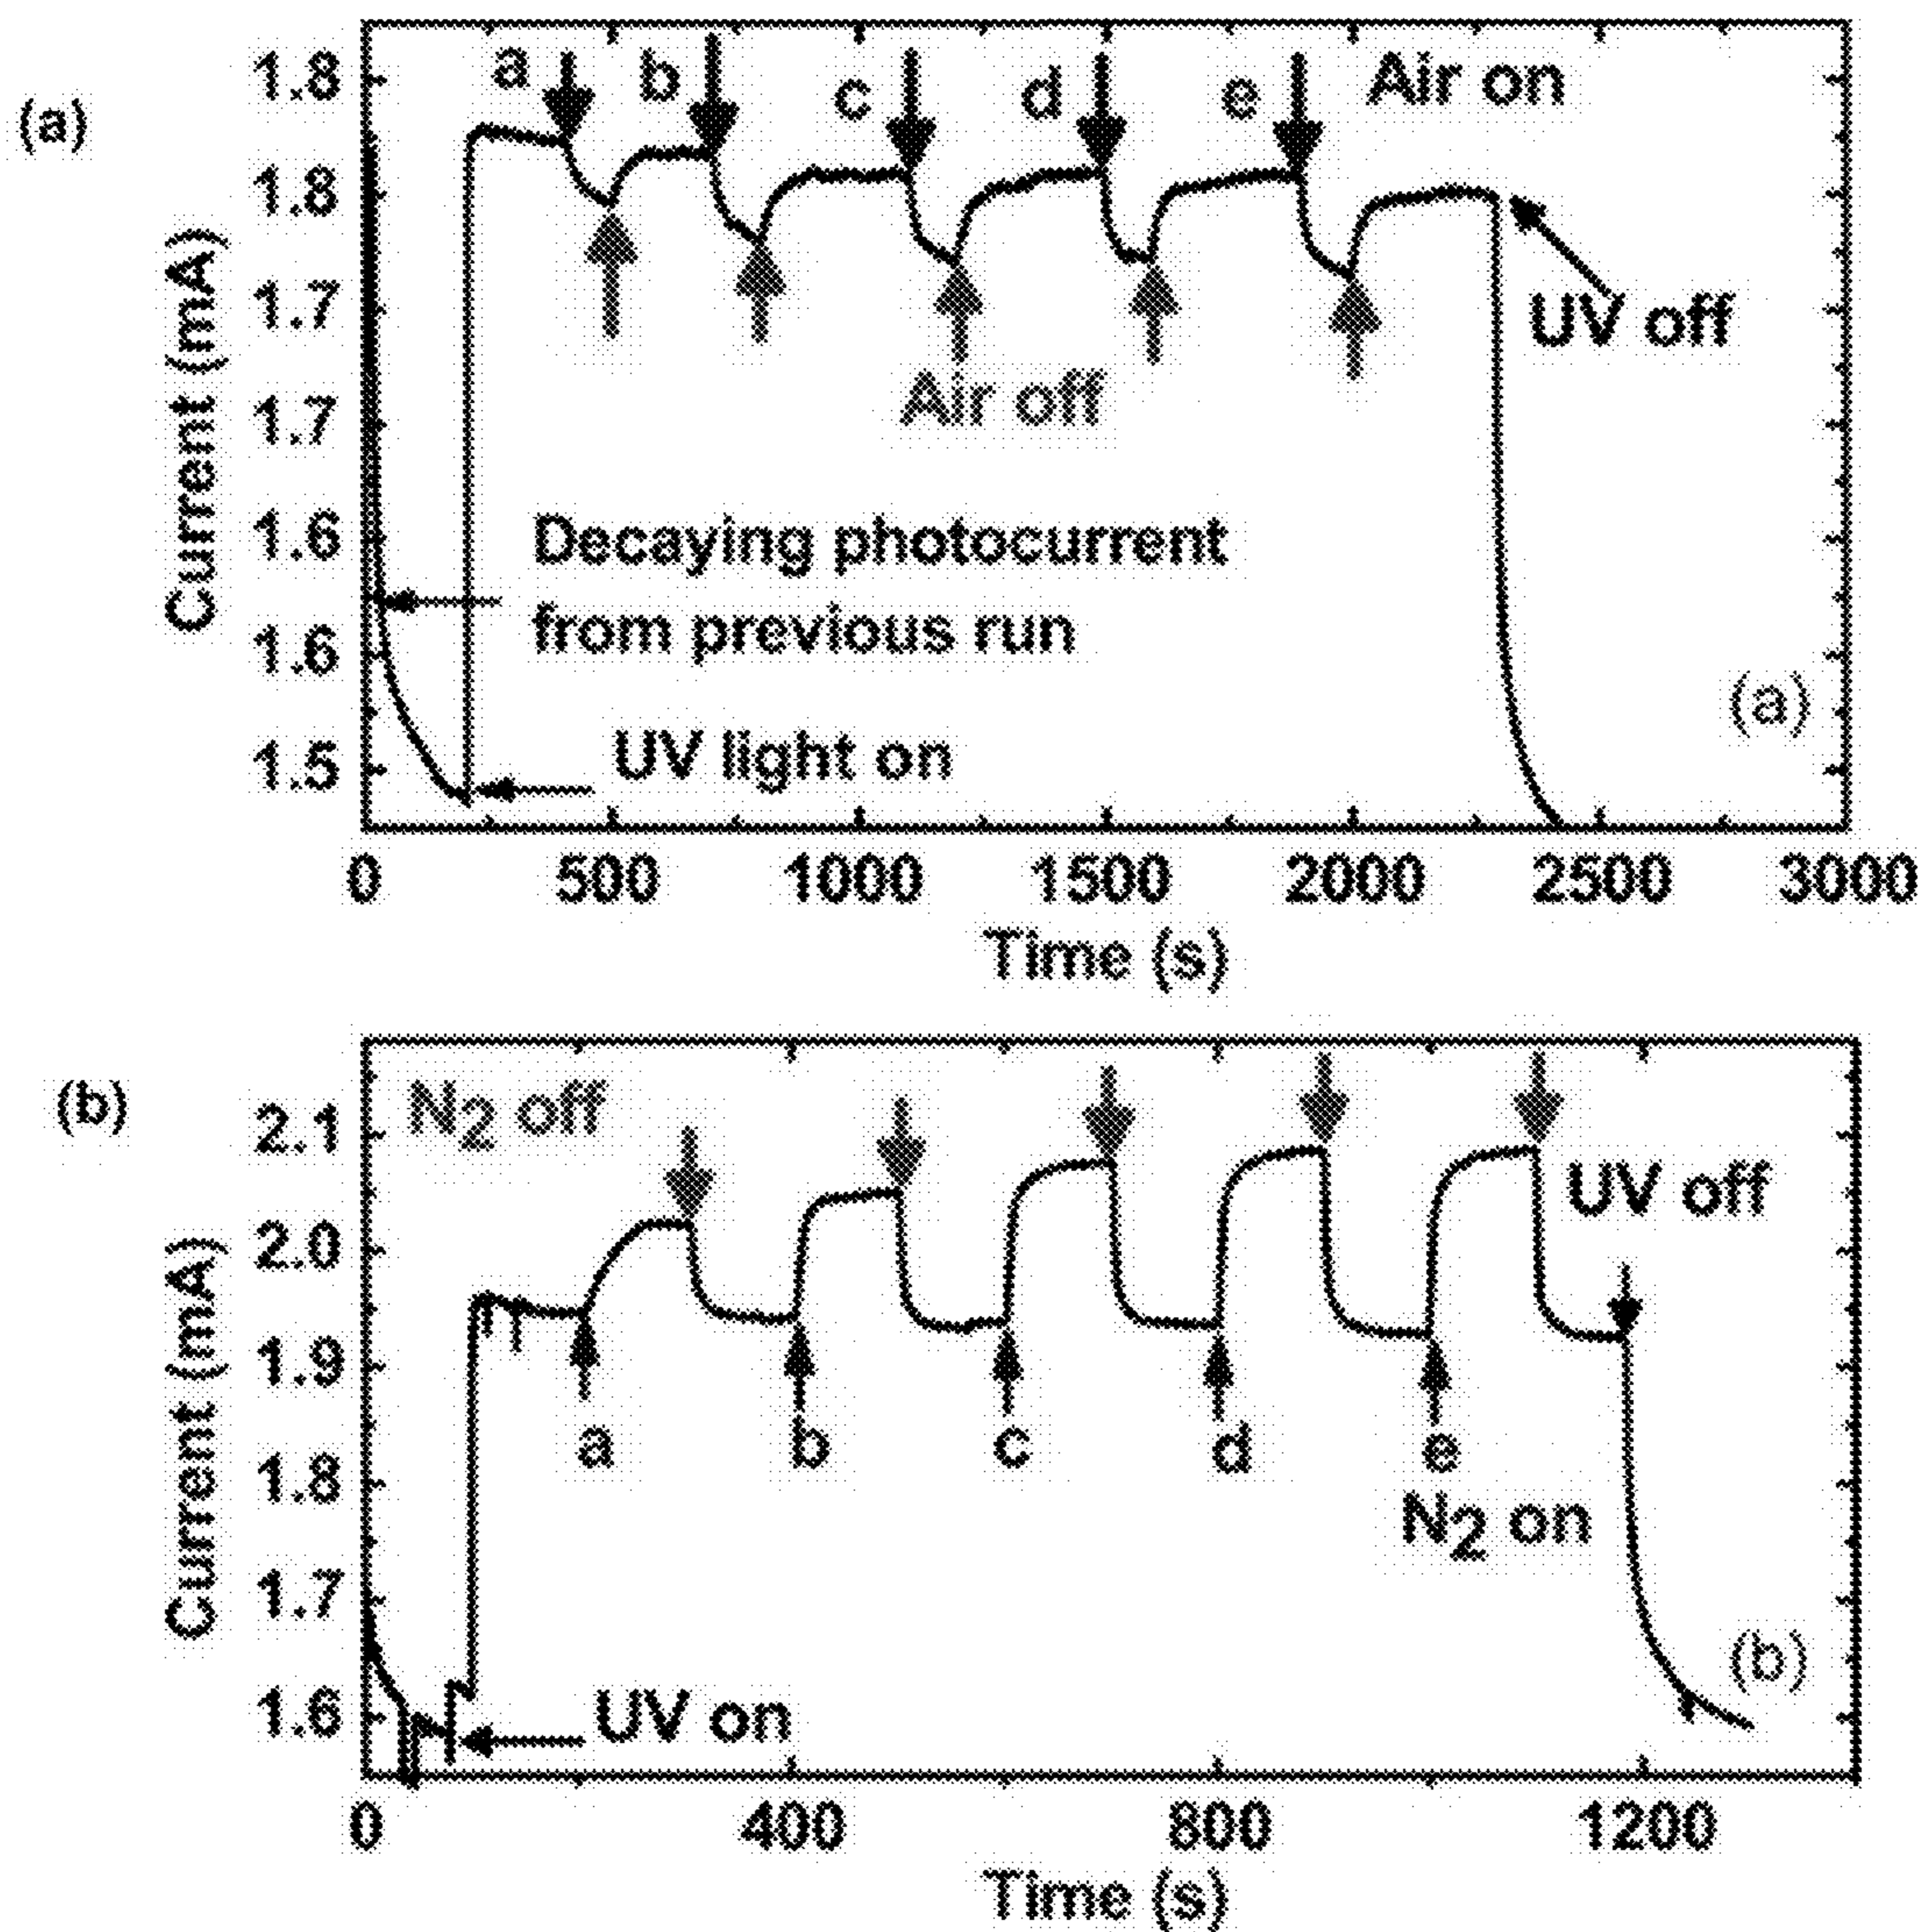 (a)
a b c d e Air on
1.8
1.8
1.7
1.7
1.6
1.6
1.5
Current (mA)
UV off
Air off
Decaying photocurrent
from previous run
UV light on
(a)
0 500 1000 1500 2000 2500 3000
Time (s)
(b)
N2 off
2.1
2.0
1.9
1.8
1.7
1.6
Current (mA)
UV off
a b c d e
N2 on
UV on
(b)
0 400 800 1200
Time (s)